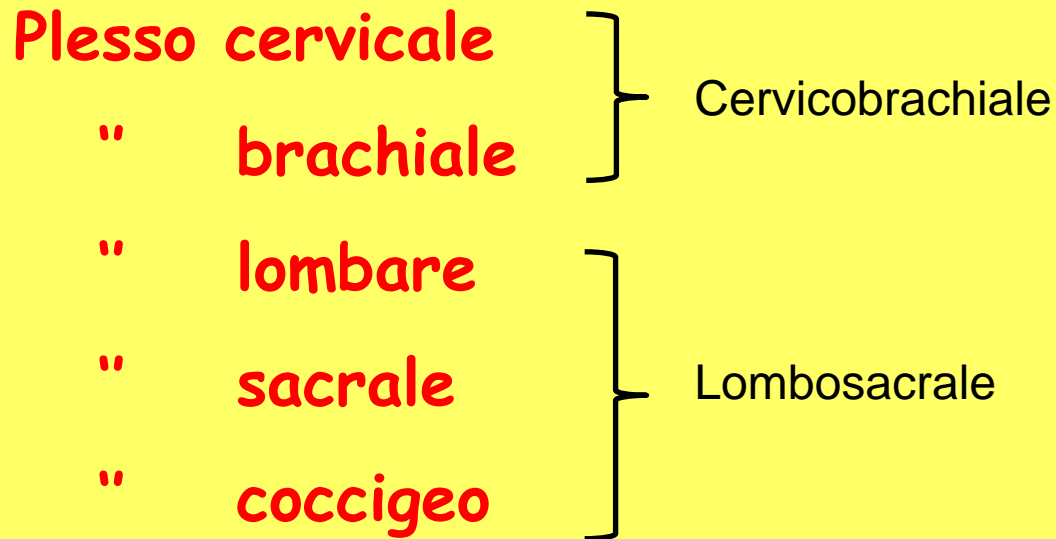 Plesso cervicale
Cervicobrachiale
" brachiale
" lombare
" sacrale
Lombosacrale
" coccigeo